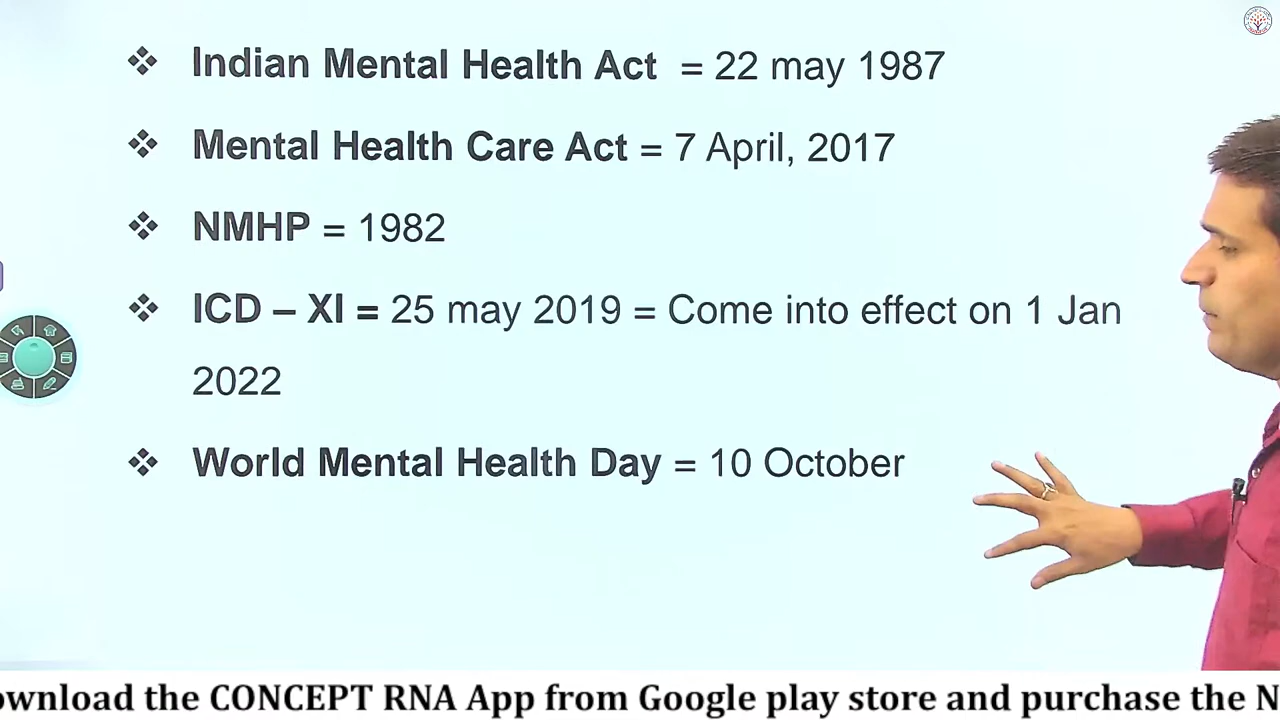 ❖ Indian Mental Health Act = 22 may 1987
❖ Mental Health Care Act = 7 April, 2017
❖ NMHP = 1982
❖ ICD – XI = 25 may 2019 = Come into effect on 1 Jan
2022
❖ World Mental Health Day = 10 October
ownload the CONCEPT RNA App from Google play store and purchase the N